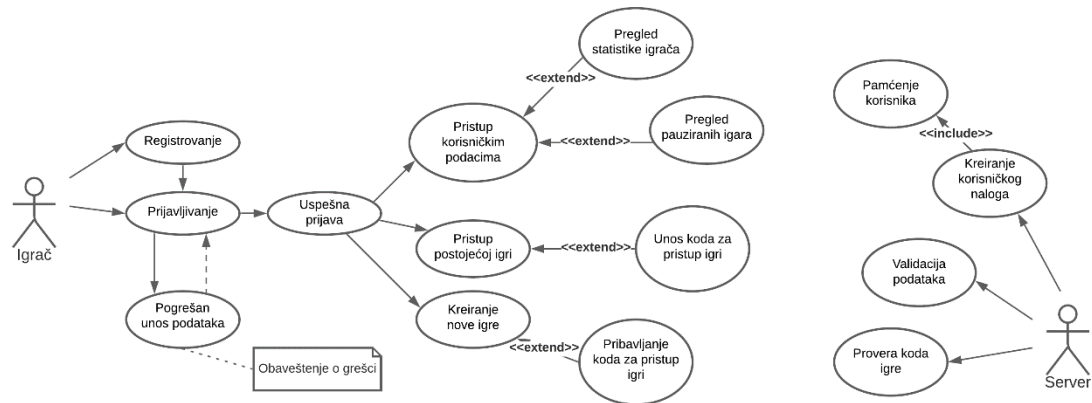 Pregled
statistike igrača
<<extend>>
Pregled
pauziranih igara
<<extend>>
Pristup
korisničkim
podacima
Registrovanje
Prijavljivanje
Uspešna
prijava
Igrač
Pristup
postojećoj igri
<<extend>>
Unos koda za
pristup igri
Pogrešan
unos podataka
Kreiranje
nove igre
<<extend>>
Pribavljanje
koda za pristup
igri
Obaveštenje o grešci
Pamćenje
korisnika
<<include>>
Kreiranje
korisničkog
naloga
Validacija
podataka
Provera koda
igre
Server